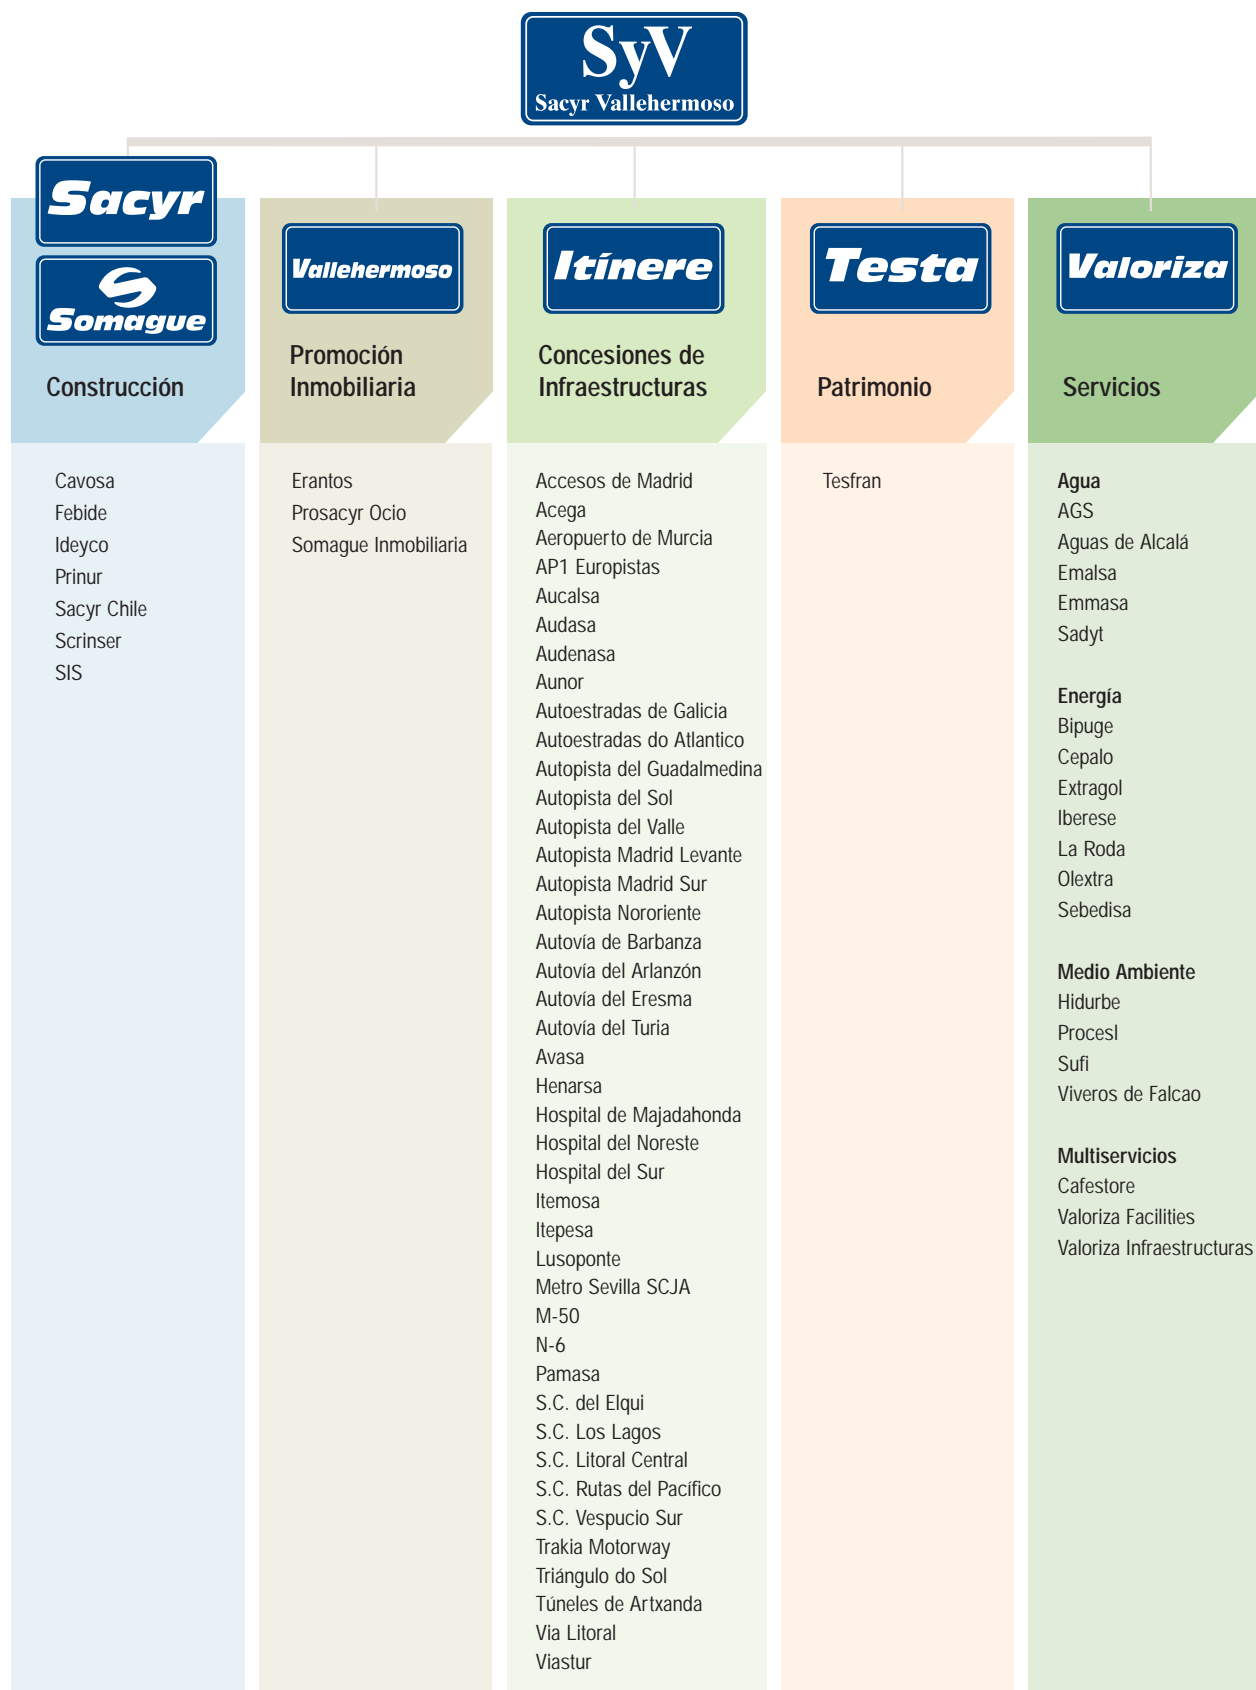 SyV
Sacyr Vallehermoso
Sacyr
Somague
Construcción
Cavosa
Febide
Ideyco
Prinur
Sacyr Chile
Scrinser
SIS
Vallehermoso
Promoción
Inmobiliaria
Erantos
Prosacyr Ocio
Somague Inmobiliaria
Itínere
Concesiones de
Infraestructuras
Accesos de Madrid
Acega
Aeropuerto de Murcia
AP1 Europistas
Aucalsa
Audasa
Audenasa
Aunor
Autoestradas de Galicia
Autoestradas do Atlantico
Autopista del Guadalmedina
Autopista del Sol
Autopista del Valle
Autopista Madrid Levante
Autopista Madrid Sur
Autopista Nororiente
Autovía de Barbanza
Autovía del Arlanzón
Autovía del Eresma
Autovía del Turia
Avasa
Henarsa
Hospital de Majadahonda
Hospital del Noreste
Hospital del Sur
Itemosa
Itepesa
Lusoponte
Metro Sevilla SCJA
M-50
N-6
Pamasa
S.C. del Elqui
S.C. Los Lagos
S.C. Litoral Central
S.C. Rutas del Pacífico
S.C. Vespucio Sur
Trakia Motorway
Triángulo do Sol
Túneles de Artxanda
Via Litoral
Viastur
Testa
Patrimonio
Tesfran
Valoriza
Servicios
Agua
AGS
Aguas de Alcalá
Emalsa
Emmasa
Sadyt
Energía
Bipuge
Cepalo
Extragol
Iberese
La Roda
Olextra
Sebedisa
Medio Ambiente
Hidurbe
Procesl
Sufi
Viveros de Falcao
Multiservicios
Cafestore
Valoriza Facilities
Valoriza Infraestructuras